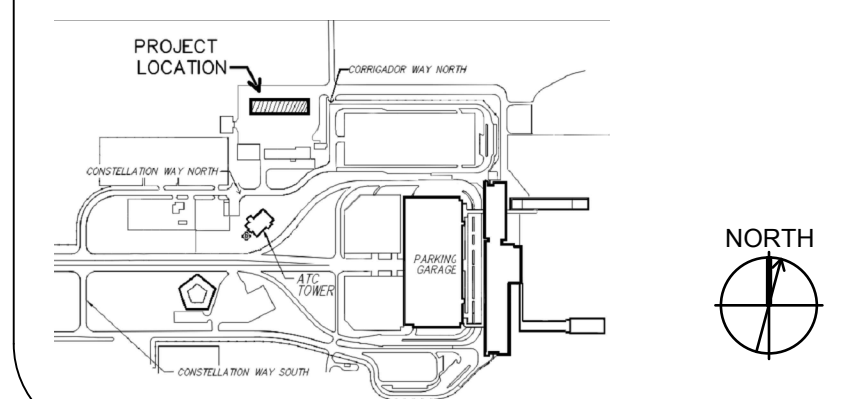 PROJECT
LOCATION
CORRIGADOR WAY NORTH
CONSTELLATION WAY NORTH
PARKING
GARAGE
ATC
TOWER
CONSTELLATION WAY SOUTH
NORTH